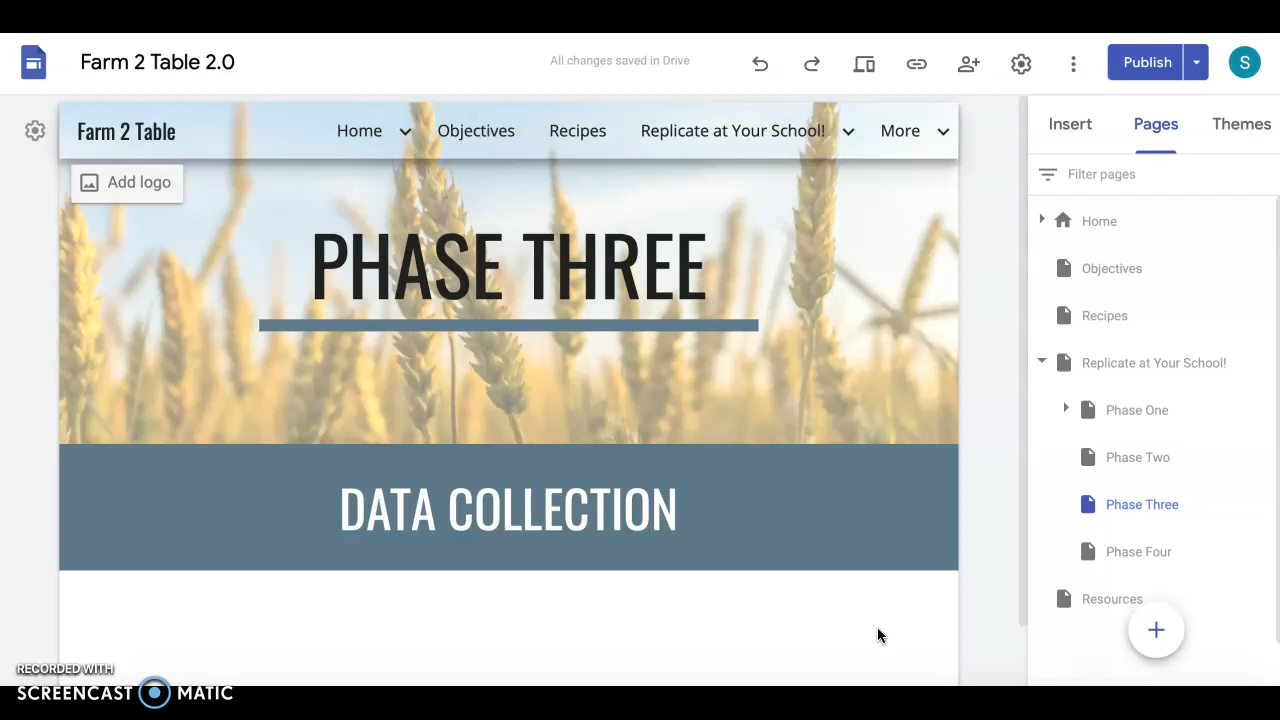 Farm 2 Table 2.0
All changes saved in Drive
Publish
S
Farm 2 Table
Home
Objectives
Recipes
Replicate at Your School!
More
Add logo
PHASE THREE
DATA COLLECTION
Insert
Pages
Themes
Filter pages
Home
Objectives
Recipes
Replicate at Your School!
Phase One
Phase Two
Phase Three
Phase Four
Resources
RECORDED WITH
SCREENCAST MATIC